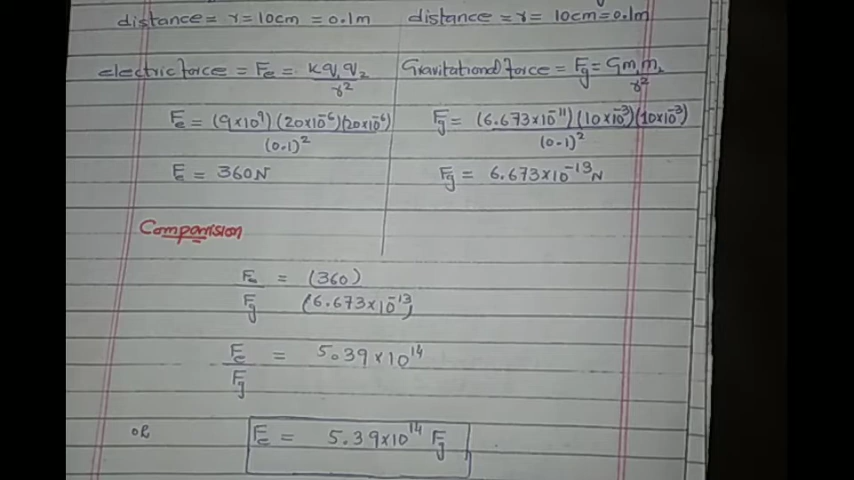 distance = r = 10cm = 0.1m
distance = r = 10cm = 0.1m
electric force = Fe = kq₁q₂/r²
Gravitational force = Fg = Gm₁m₂/r²
Fe = (9×10⁹)(20×10⁻⁶)(20×10⁻⁶)/(0.1)²
Fg = (6.673×10⁻¹¹)(10×10⁻³)(10×10⁻³)/(0.1)²
Fe = 360N
Fg = 6.673×10⁻¹³N
Comparision
Fe/Fg = (360)/(6.673×10⁻¹³)
Fe/Fg = 5.39×10¹⁴
or
Fe = 5.39×10¹⁴ Fg